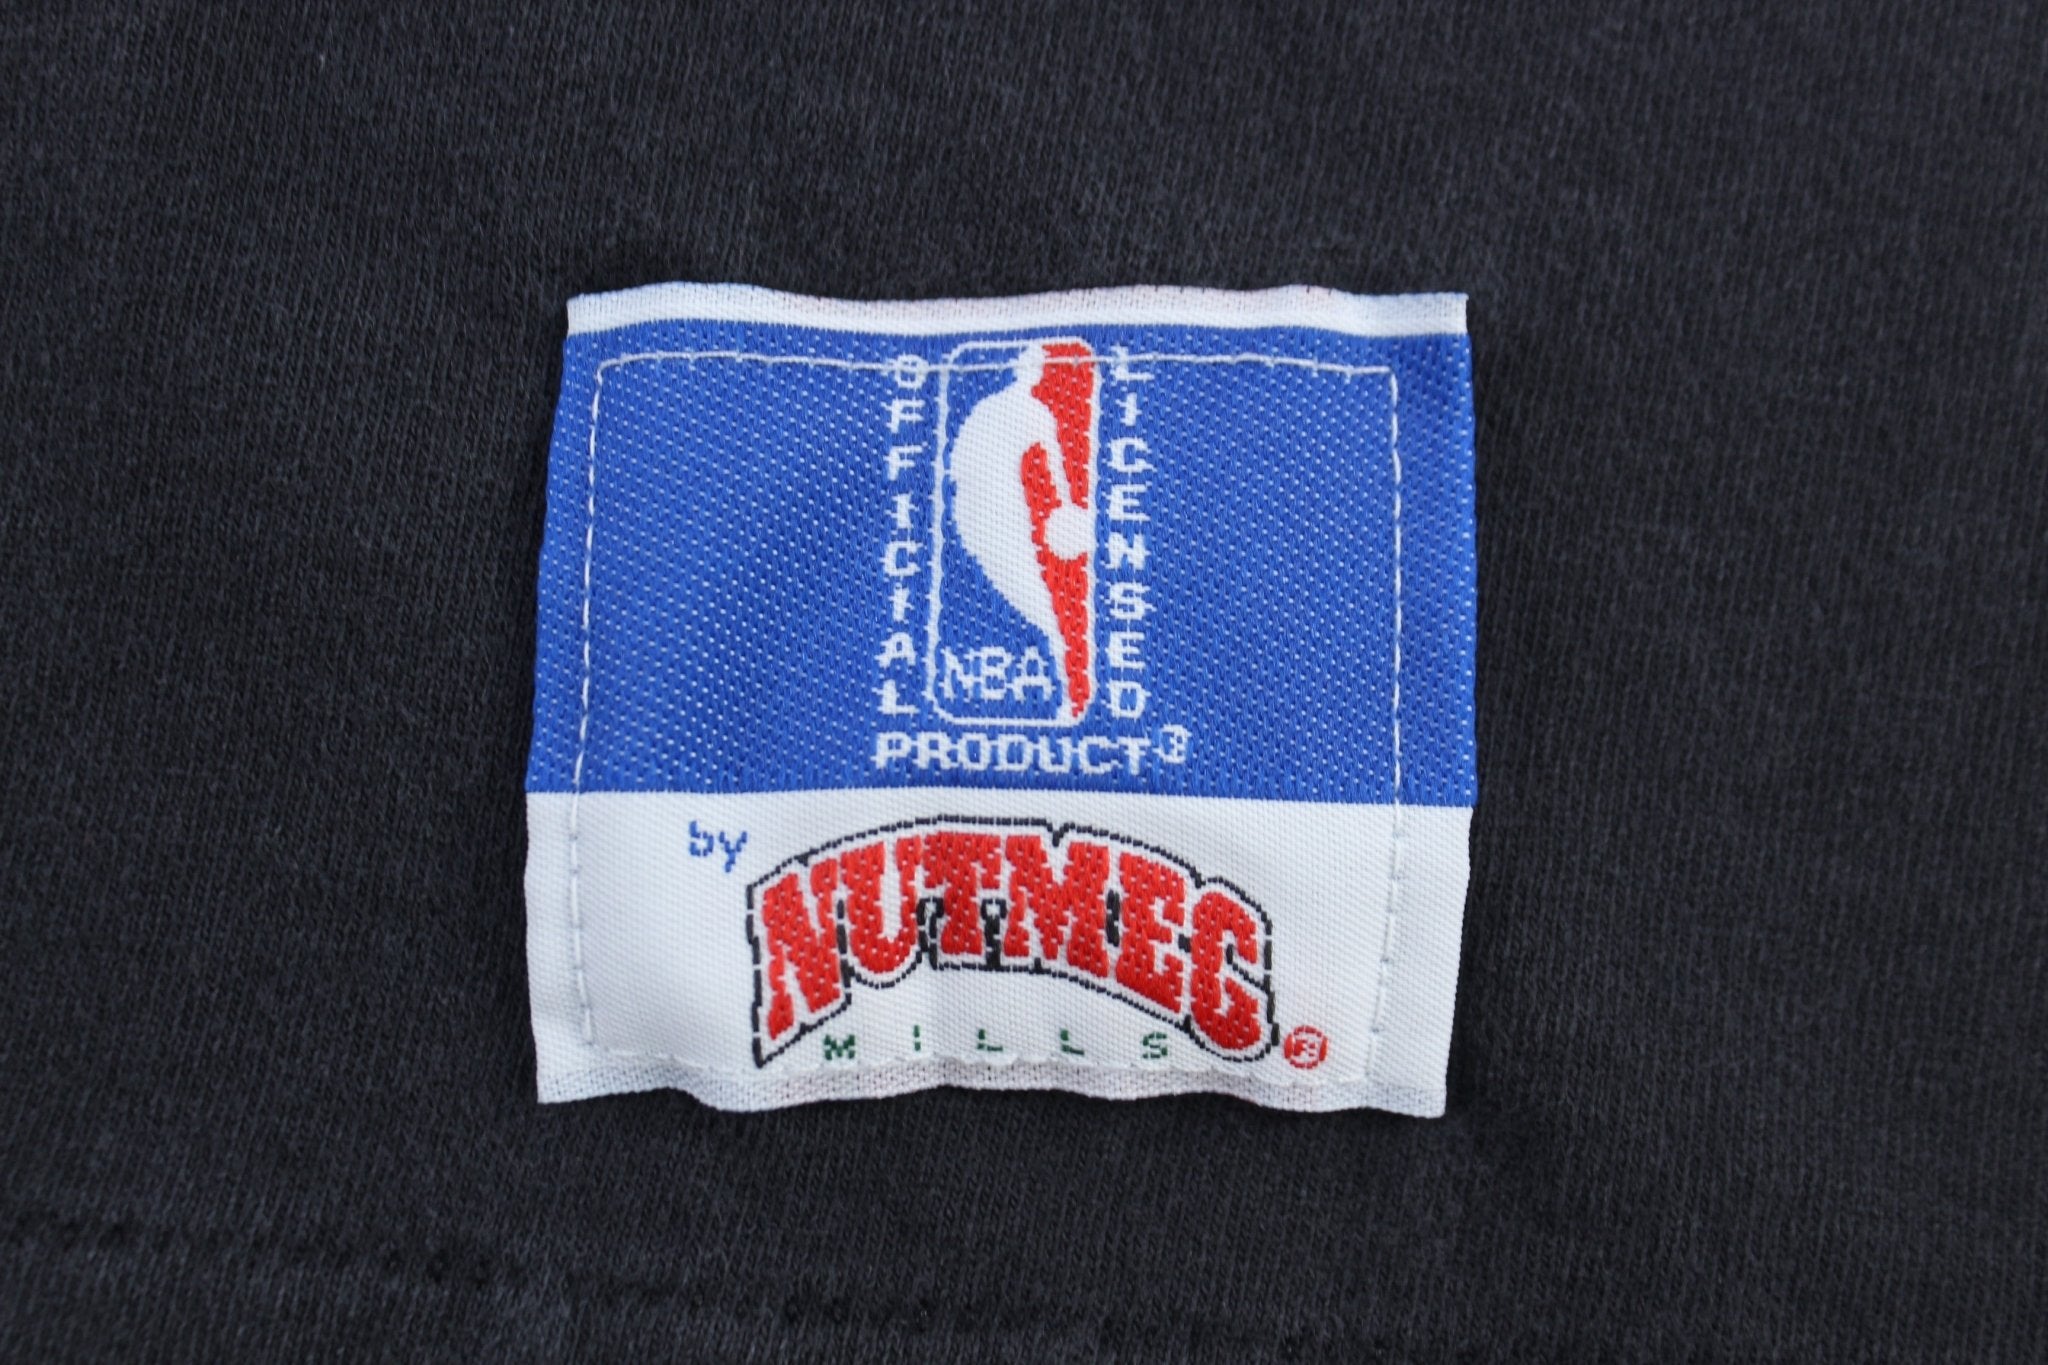 OFFICIAL
NBA
LICENSED
PRODUCT®
by
NUTMEG
MILLS ®